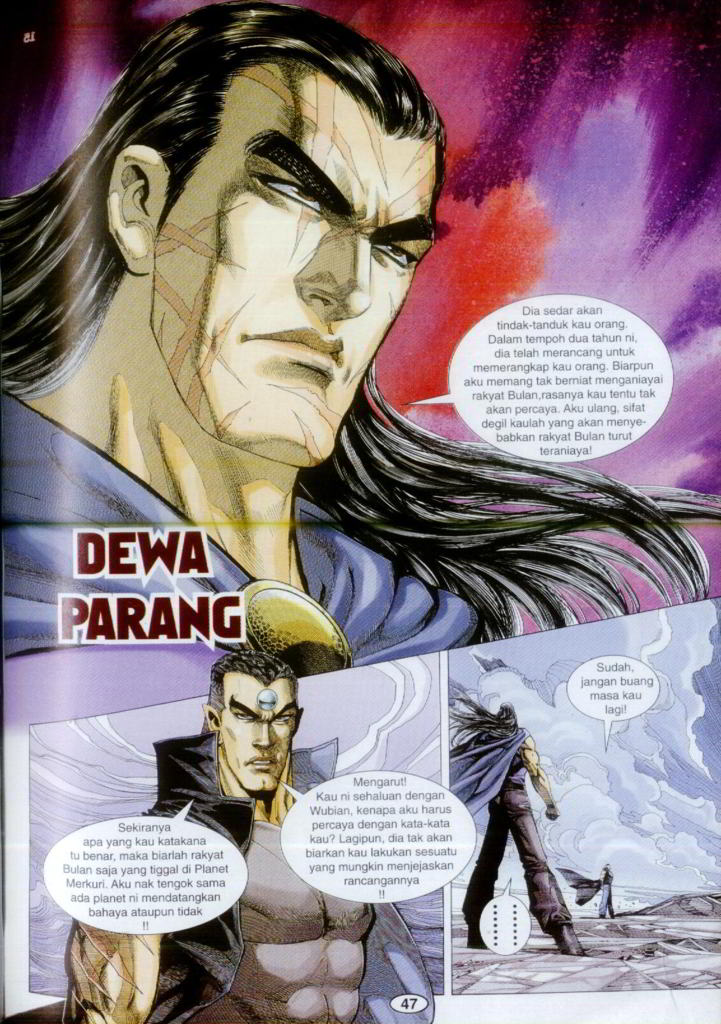 Dia sedar akan
tindak-tanduk kau orang.
Dalam tempoh dua tahun ni,
dia telah merancang untuk
memerangkap kau orang. Biarpun
aku memang tak berniat menganiayai
rakyat Bulan,rasanya kau tentu tak
akan percaya. Aku ulang, sifat
degil kaulah yang akan menye-
babkan rakyat Bulan turut
teraniaya!
DEWA
PARANG
Sekiranya
apa yang kau katakana
tu benar, maka biarlah rakyat
Bulan saja yang tiggal di Planet
Merkuri. Aku nak tengok sama
ada planet ni mendatangkan
bahaya ataupun tidak
!!
Mengarut!
Kau ni sehaluan dengan
Wubian, kenapa aku harus
percaya dengan kata-kata
kau? Lagipun, dia tak akan
biarkan kau lakukan sesuatu
yang mungkin menjejaskan
rancangannya
!!
Sudah,
jangan buang
masa kau
lagi!
47